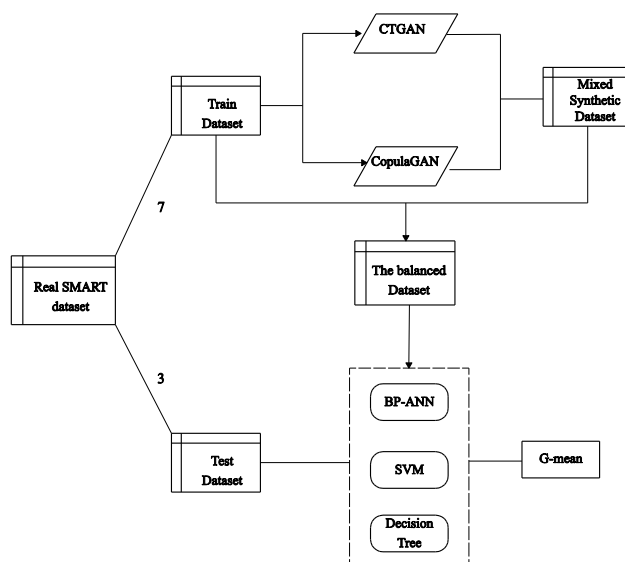 CTGAN
Train
Dataset
Mixed
Synthetic
Dataset
CopulaGAN
7
Real SMART
dataset
The balanced
Dataset
3
BP-ANN
Test
Dataset
SVM
G-mean
Decision
Tree